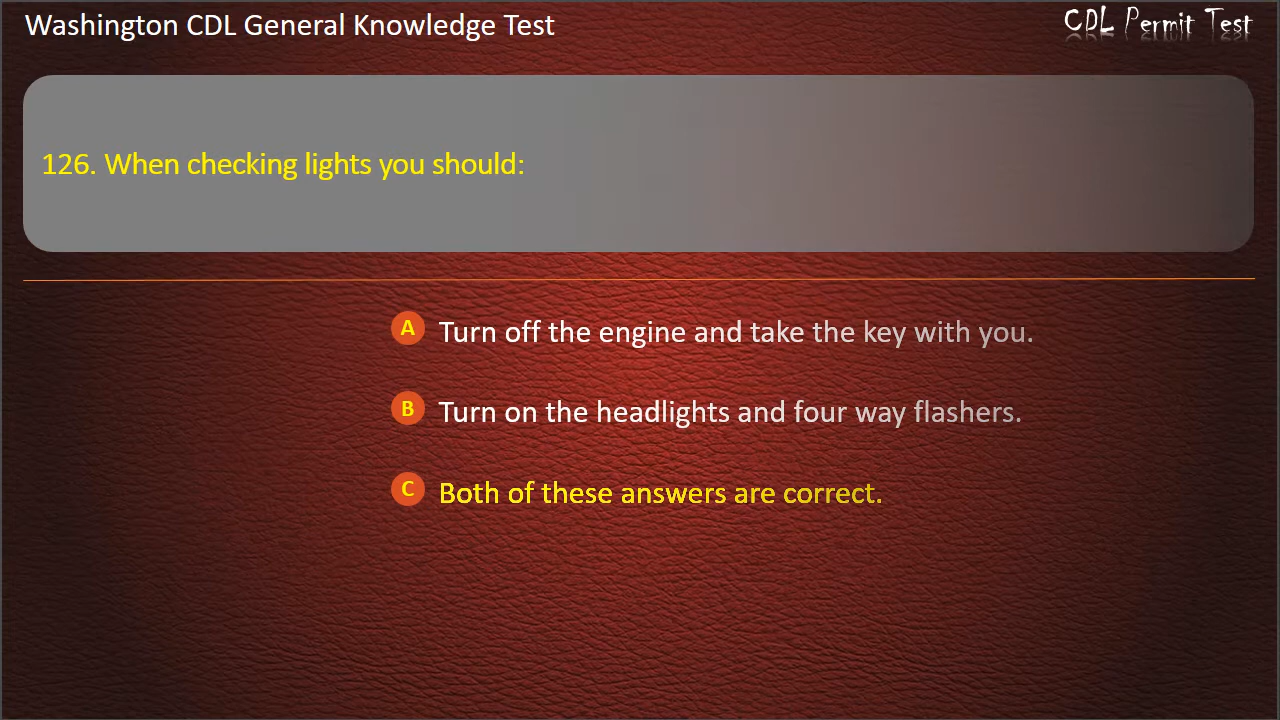 Washington CDL General Knowledge Test
CDL Permit Test
126. When checking lights you should:
A Turn off the engine and take the key with you.
B Turn on the headlights and four way flashers.
C Both of these answers are correct.